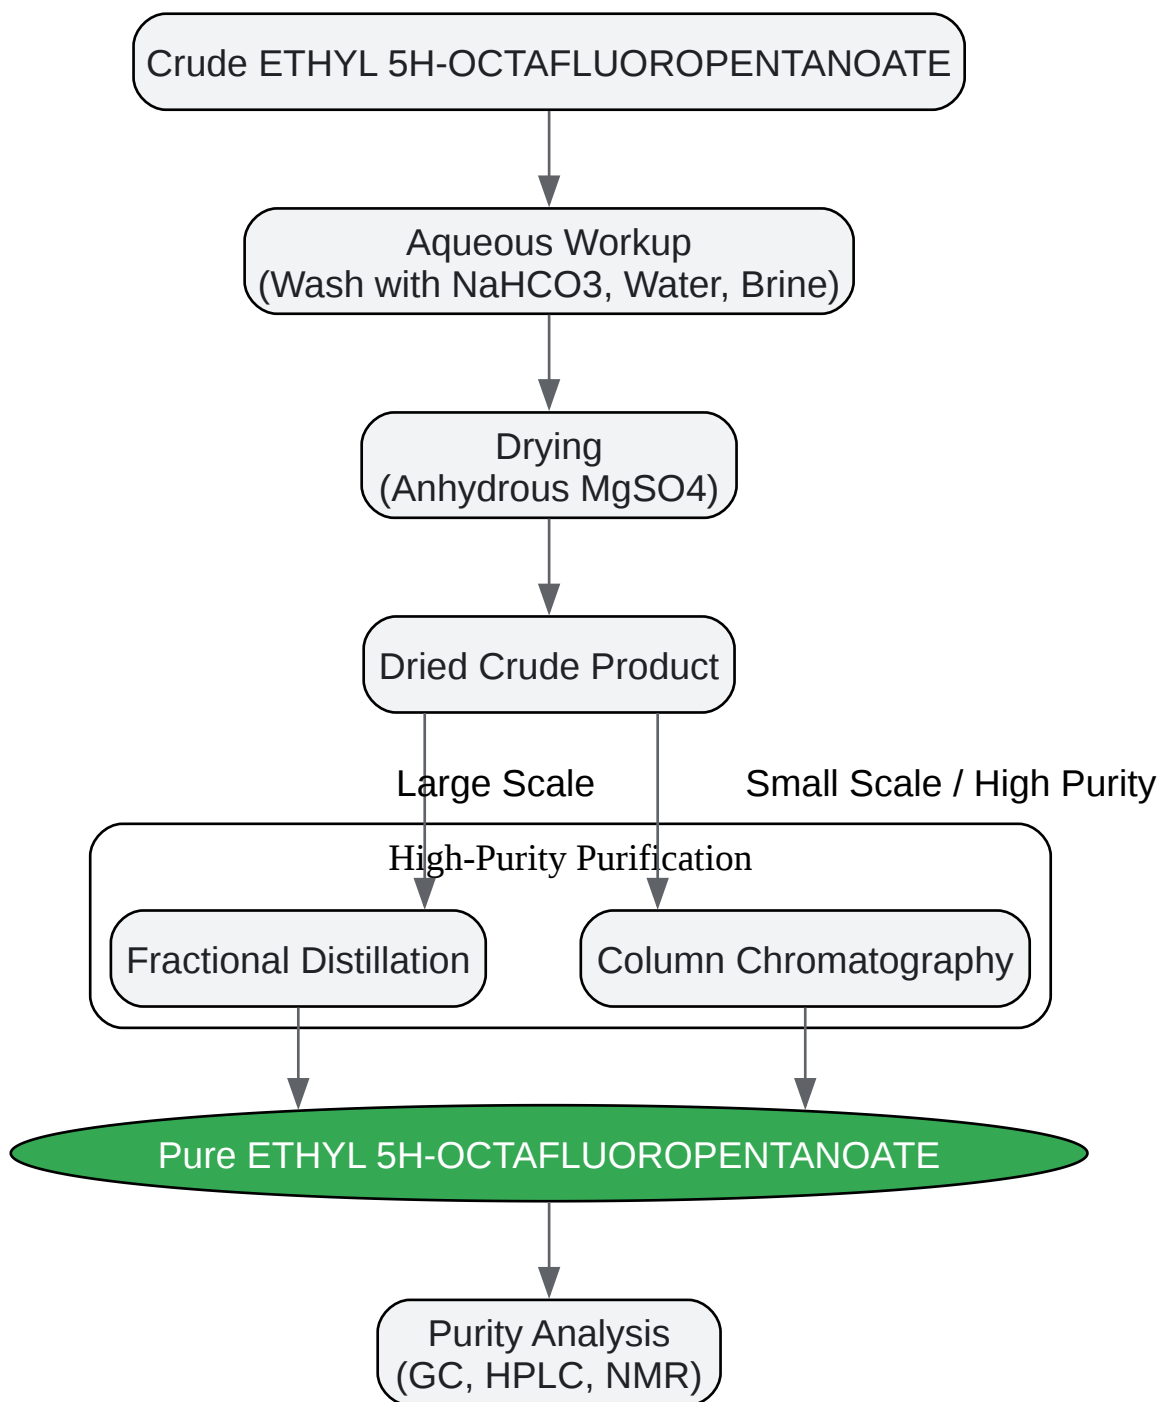 Crude ETHYL 5H-OCTAFLUOROPENTANOATE
Aqueous Workup
(Wash with NaHCO3, Water, Brine)
Drying
(Anhydrous MgSO4)
Dried Crude Product
Large Scale
Small Scale / High Purity
High-Purity Purification
Fractional Distillation
Column Chromatography
Pure ETHYL 5H-OCTAFLUOROPENTANOATE
Purity Analysis
(GC, HPLC, NMR)